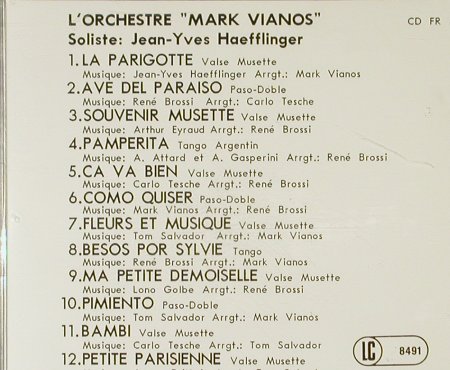 L'ORCHESTRE "MARK VIANOS"
Soliste: Jean-Yves Haefflinger
CD FR
1.LA PARIGOTTE Valse Musette
Musique: Jean-Yves Haefflinger Arrgt.: Mark Vianos
2.AVE DEL PARAISO Paso-Doble
Musique: René Brossi Arrgt.: Carlo Tesche
3.SOUVENIR MUSETTE Valse Musette
Musique: Arthur Eyraud Arrgt.: René Brossi
4.PAMPERITA Tango Argentin
Musique: A. Attard et A. Gasperini Arrgt.: René Brossi
5.CA VA BIEN Valse Musette
Musique: Carlo Tesche Arrgt.: René Brossi
6.COMO QUISER Paso-Doble
Musique: Mark Vianos Arrgt.: René Brossi
7.FLEURS ET MUSIQUE Valse Musette
Musique: Tom Salvador Arrgt.: Mark Vianos
8.BESOS POR SYLVIE Tango
Musique: René Brossi Arrgt.: Mark Vianos
9.MA PETITE DEMOISELLE Valse Musette
Musique: Lono Golbe Arrgt.: René Brossi
10.PIMIENTO Paso-Doble
Musique: Tom Salvador Arrgt.: Mark Vianos
11.BAMBI Valse Musette
Musique: Carlo Tesche Arrgt.: Tom Salvador
12.PETITE PARISIENNE Valse Musette
LC 8491